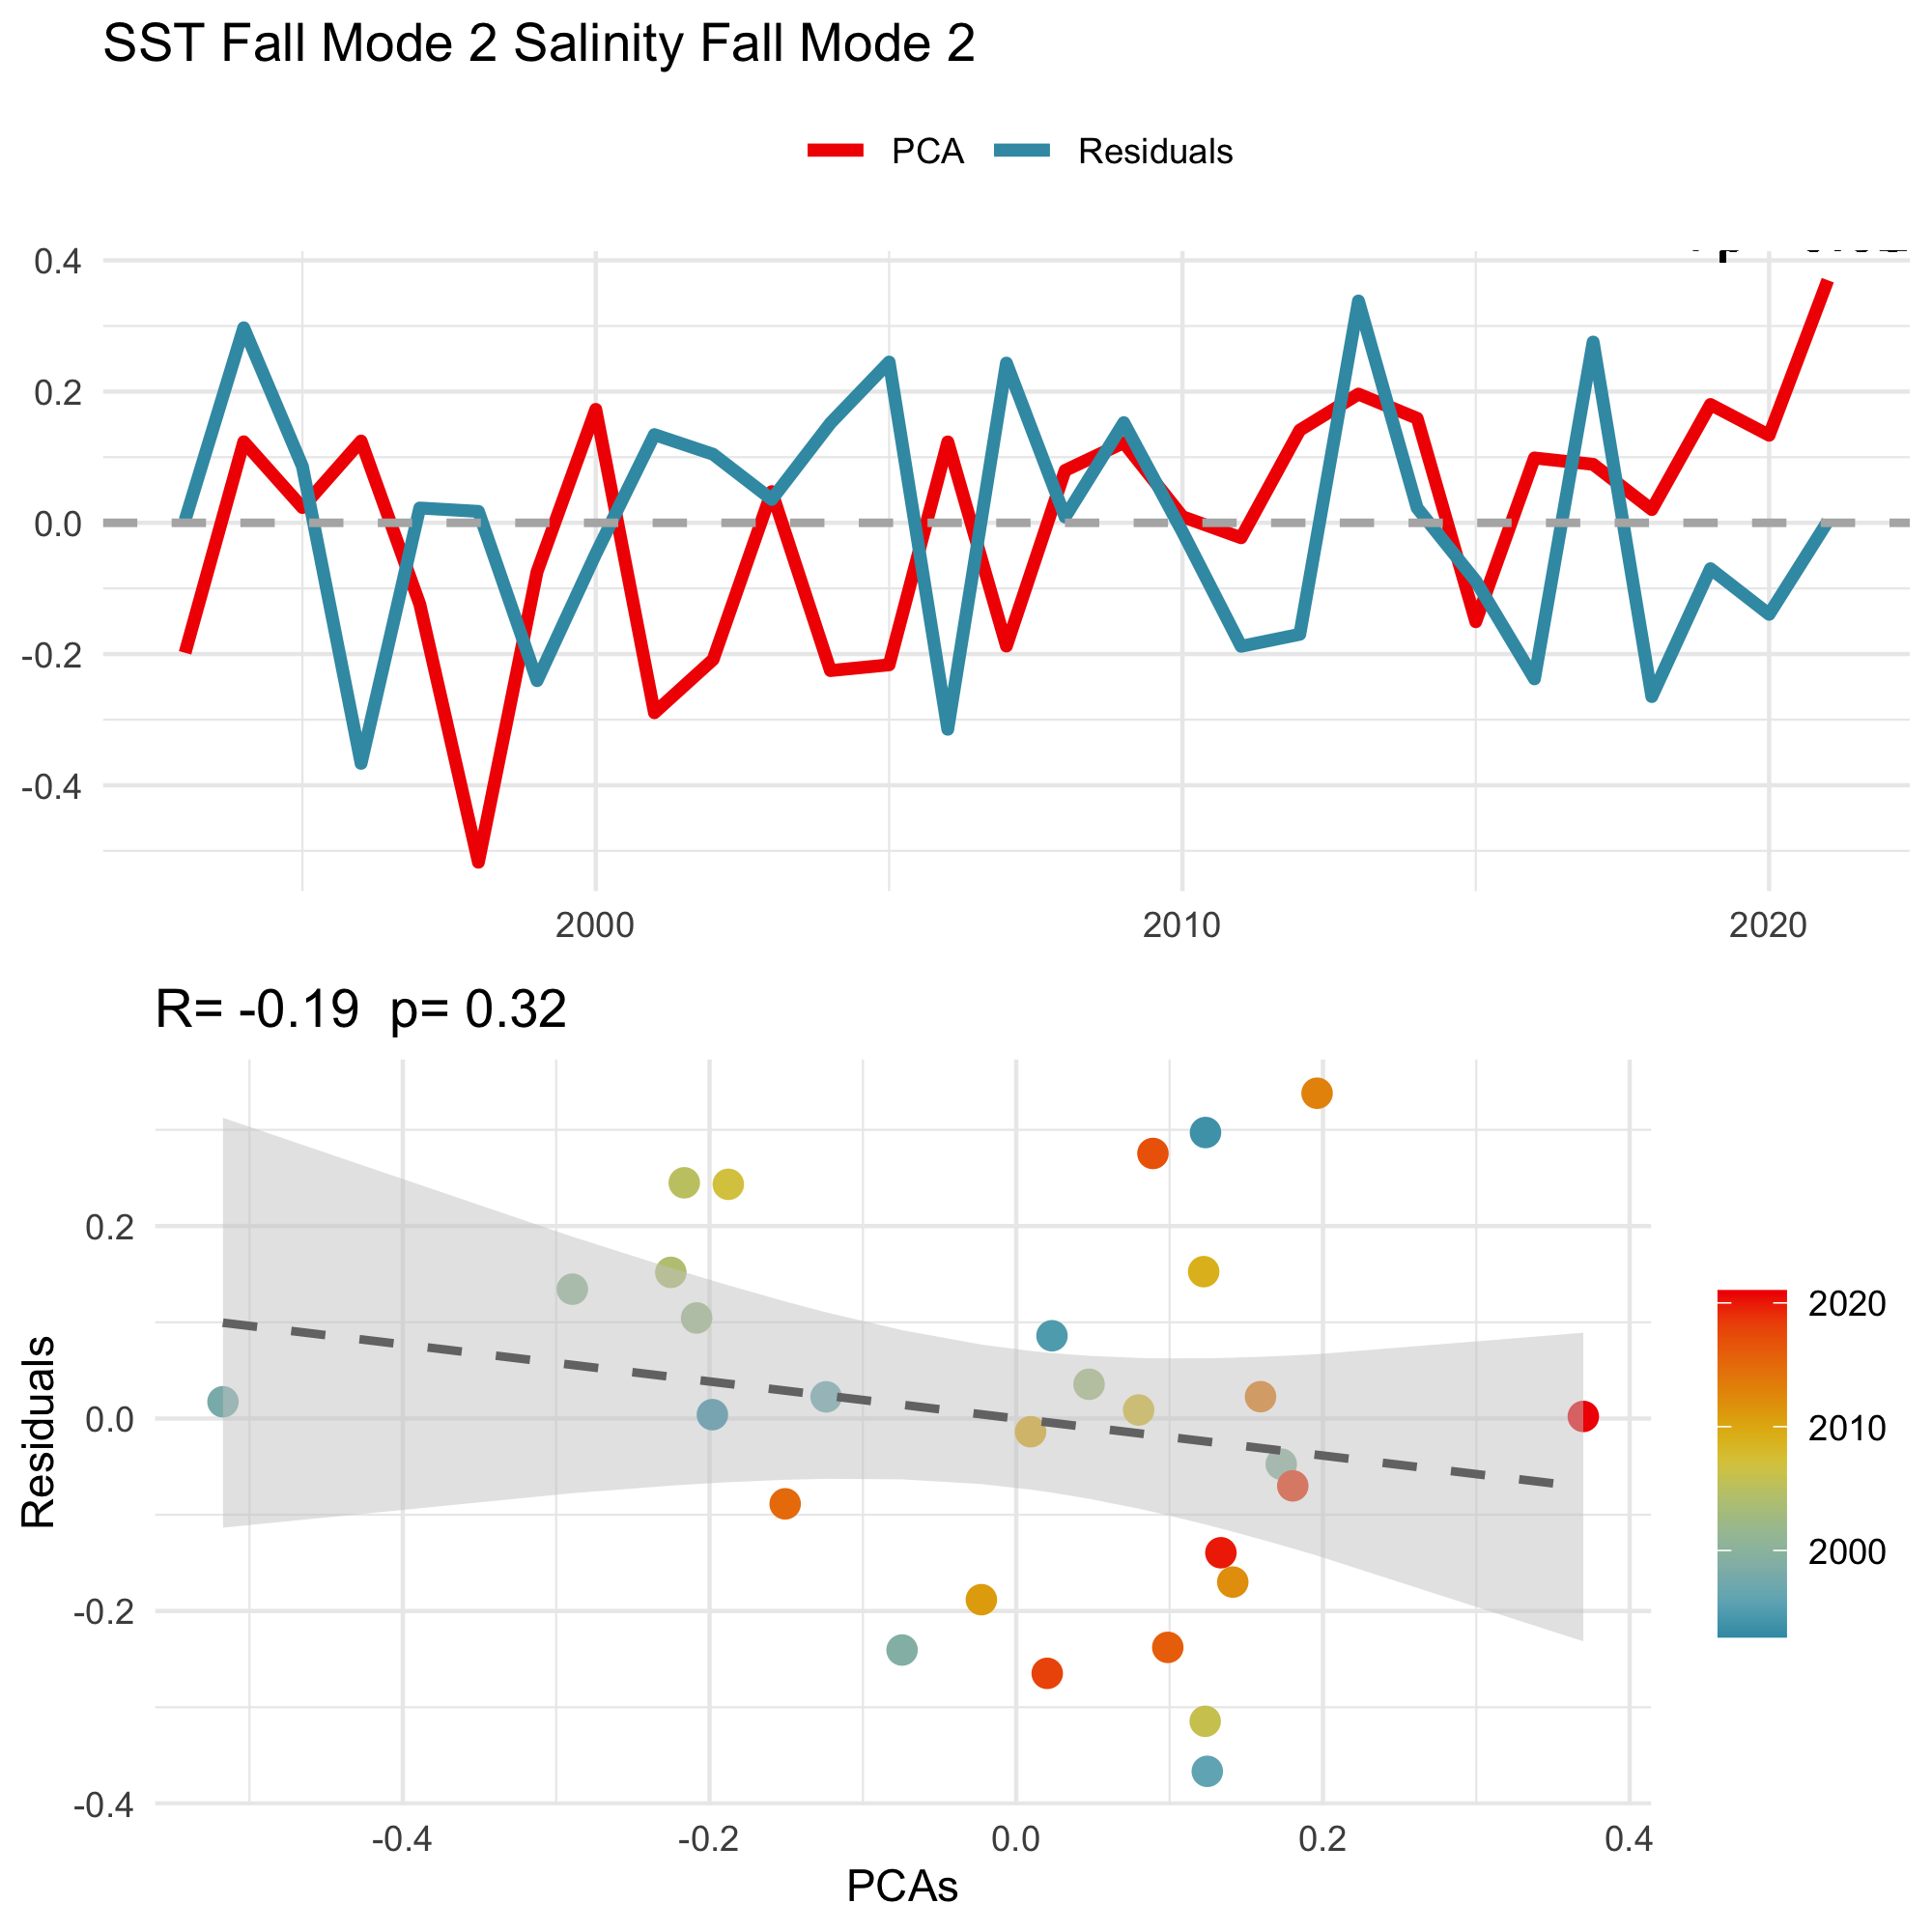 SST Fall Mode 2 Salinity Fall Mode 2
PCA Residuals
0.4
0.2
0.0
-0.2
-0.4
2000 2010 2020
R= -0.19 p= 0.32
Residuals
0.2
0.0
-0.2
-0.4
-0.4 -0.2 0.0 0.2 0.4
PCAs
2020
2010
2000